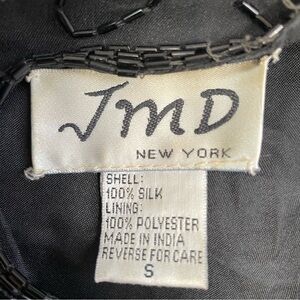 JMD
NEW YORK
SHELL:
100% SILK
LINING:
100% POLYESTER
MADE IN INDIA
REVERSE FOR CARE
S